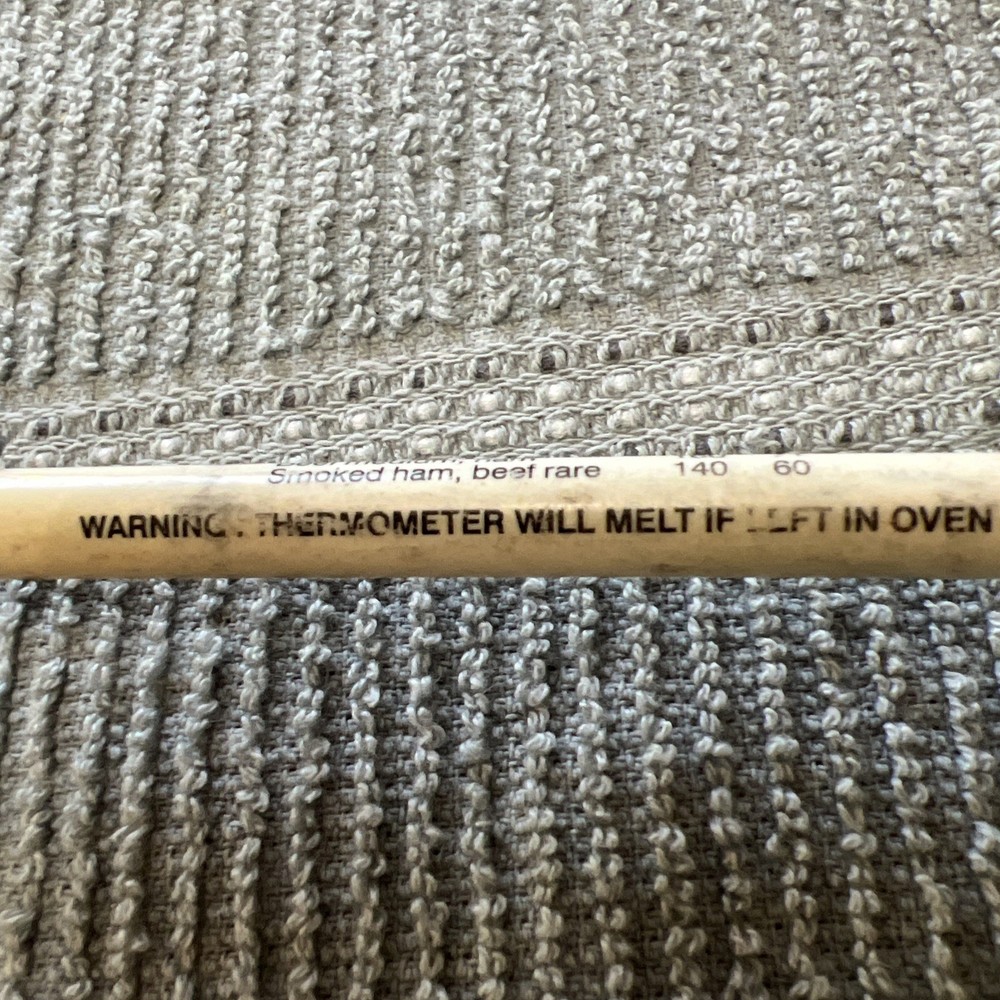 Smoked ham, beef rare 140 60
WARNING : THERMOMETER WILL MELT IF LEFT IN OVEN